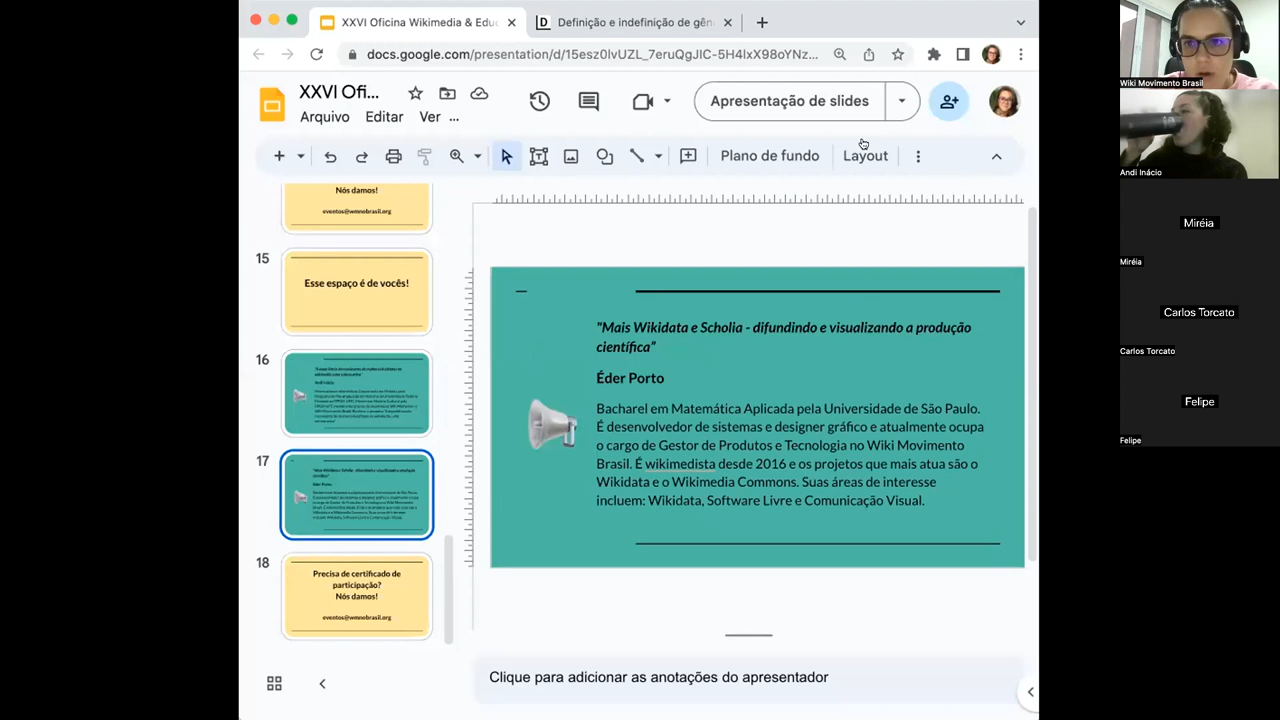 XXVI Oficina Wikimedia & Educ
Definição e indefinição de gên
docs.google.com/presentation/d/15esz0lvUZL_7eruQgJIC-5H4lxX98oYNz...
XXVI Ofi...
Arquivo Editar Ver ...
Apresentação de slides
Plano de fundo
Layout
Nós damos!
eventos@wmnobrasil.org
15
Esse espaço é de vocês!
16
17
18
Precisa de certificado de
participação?
Nós damos!
eventos@wmnobrasil.org
"Mais Wikidata e Scholia - difundindo e visualizando a produção
científica"
Éder Porto
Bacharel em Matemática Aplicada pela Universidade de São Paulo.
É desenvolvedor de sistemas e designer gráfico e atualmente ocupa
o cargo de Gestor de Produtos e Tecnologia no Wiki Movimento
Brasil. É wikimedista desde 2016 e os projetos que mais atua são o
Wikidata e o Wikimedia Commons. Suas áreas de interesse
incluem: Wikidata, Software Livre e Comunicação Visual.
Clique para adicionar as anotações do apresentador
Wiki Movimento Brasil
Andi Inácio
Miréia
Miréia
Carlos Torcato
Carlos Torcato
Felipe
Felipe